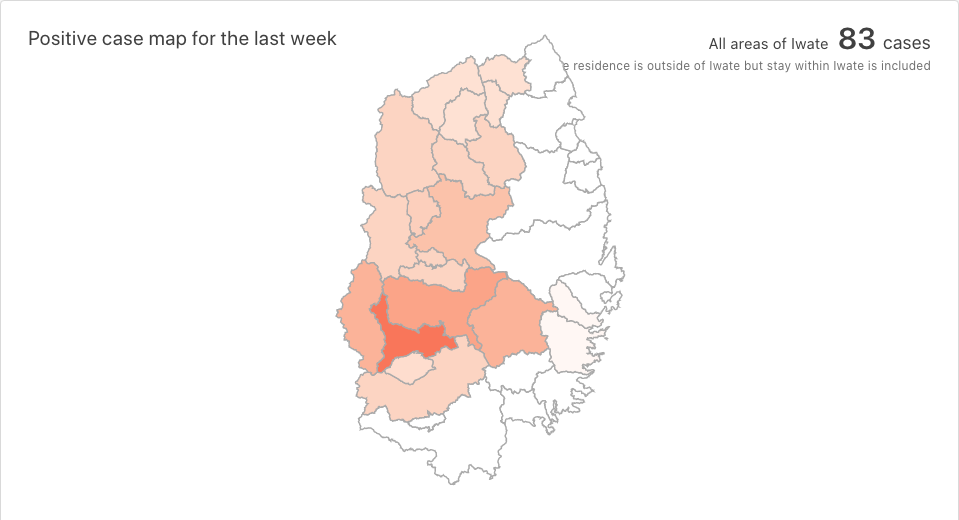 Positive case map for the last week
All areas of Iwate 83 cases
e residence is outside of Iwate but stay within Iwate is included